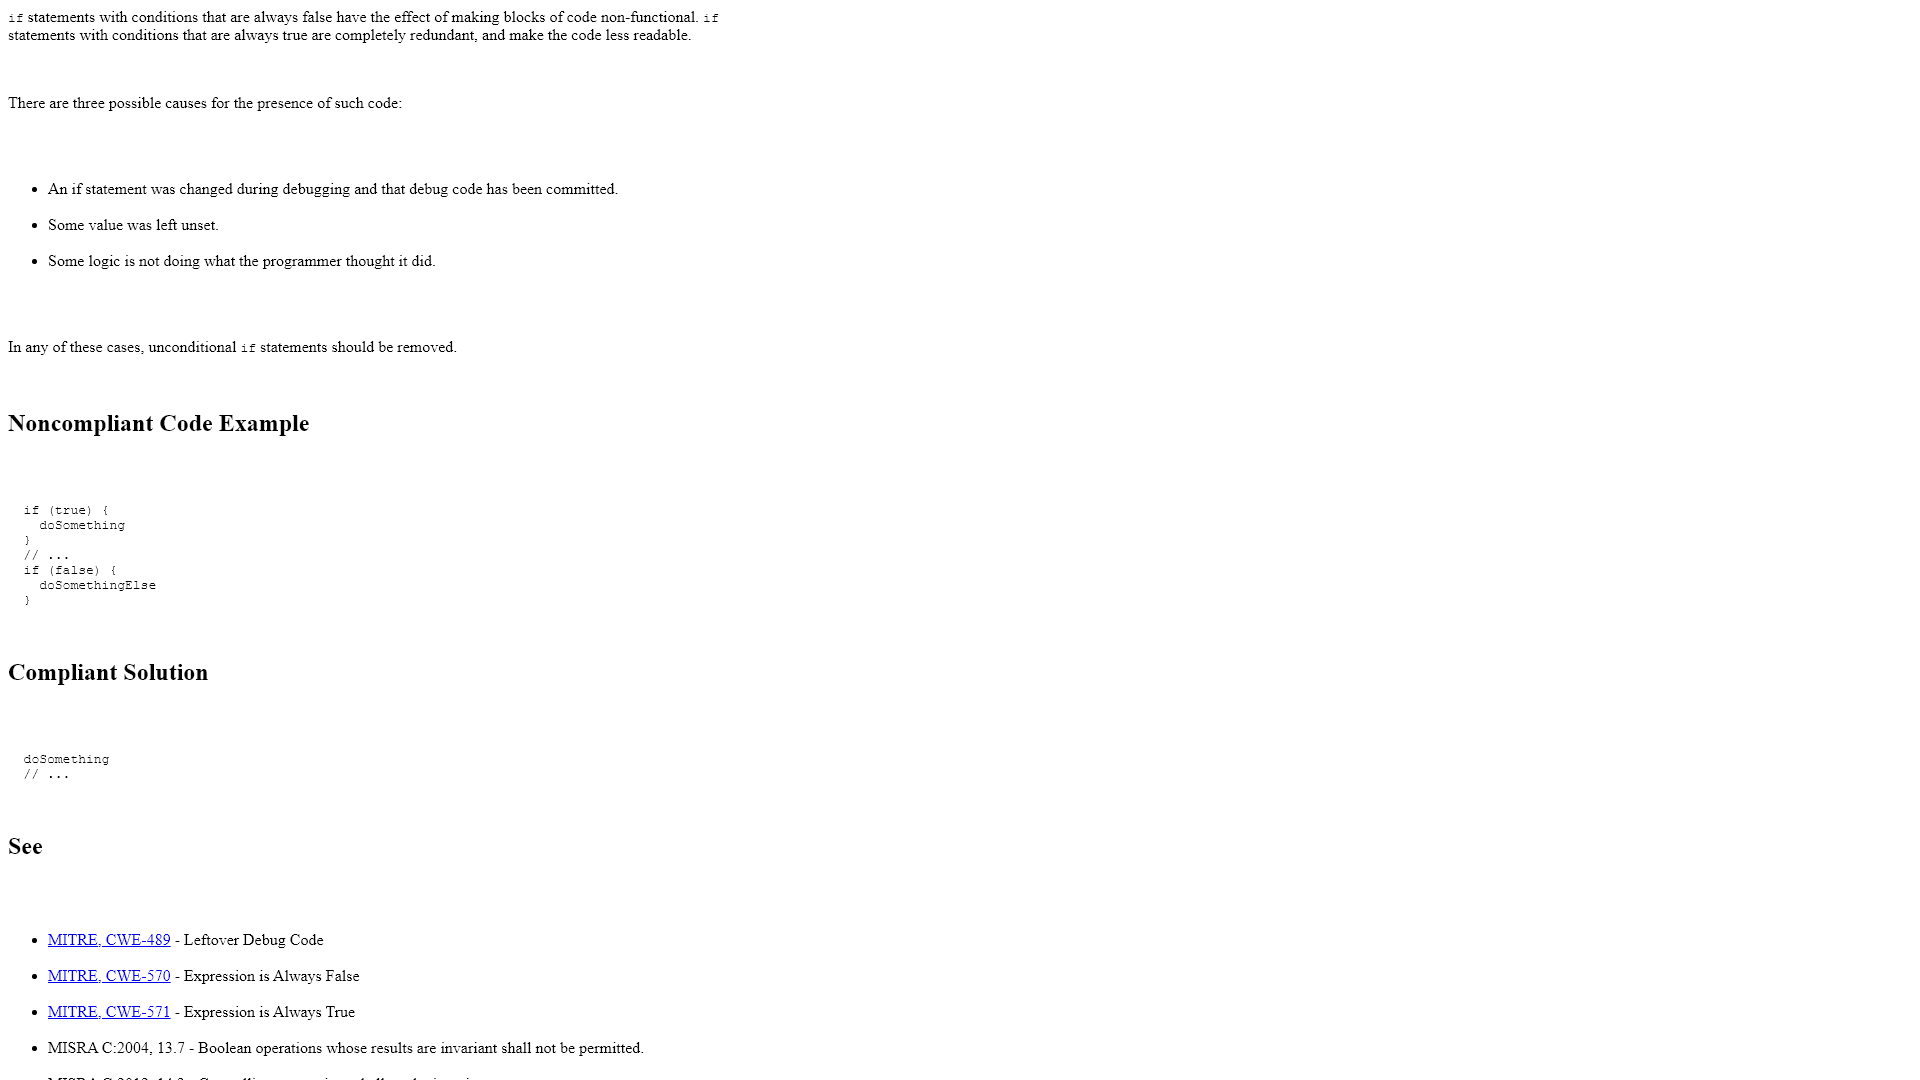 if statements with conditions that are always false have the effect of making blocks of code non-functional. if
statements with conditions that are always true are completely redundant, and make the code less readable.
There are three possible causes for the presence of such code:
An if statement was changed during debugging and that debug code has been committed.
Some value was left unset.
Some logic is not doing what the programmer thought it did.
In any of these cases, unconditional if statements should be removed.
Noncompliant Code Example
if (true) {
doSomething
}
// ...
if (false) {
doSomethingElse
}
Compliant Solution
doSomething
// ...
See
MITRE, CWE-489 - Leftover Debug Code
MITRE, CWE-570 - Expression is Always False
MITRE, CWE-571 - Expression is Always True
MISRA C:2004, 13.7 - Boolean operations whose results are invariant shall not be permitted.